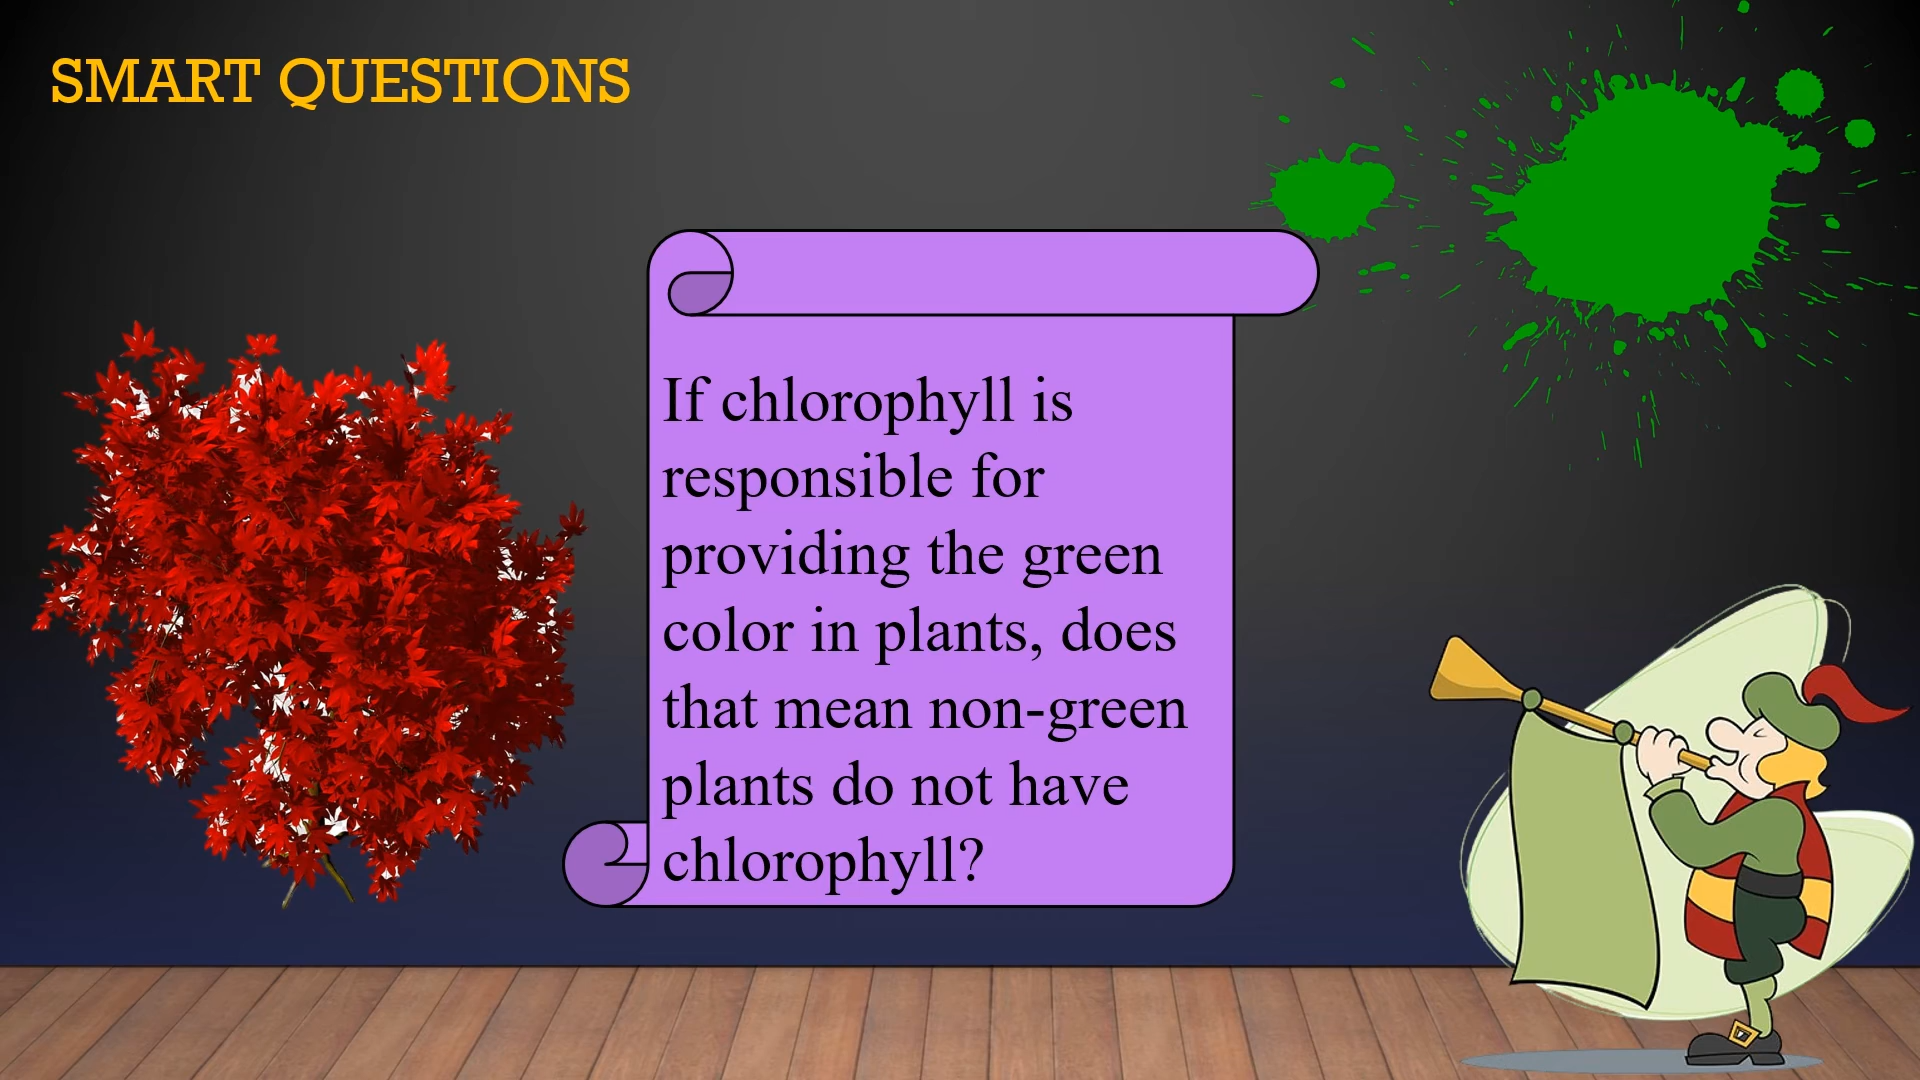 SMART QUESTIONS
If chlorophyll is
responsible for
providing the green
color in plants, does
that mean non-green
plants do not have
chlorophyll?